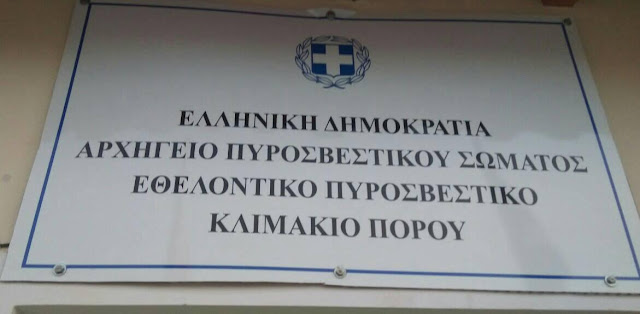 ΕΛΛΗΝΙΚΗ ΔΗΜΟΚΡΑΤΙΑ
ΑΡΧΗΓΕΙΟ ΠΥΡΟΣΒΕΣΤΙΚΟΥ ΣΩΜΑΤΟΣ
ΕΘΕΛΟΝΤΙΚΟ ΠΥΡΟΣΒΕΣΤΙΚΟ
ΚΛΙΜΑΚΙΟ ΠΟΡΟΥ